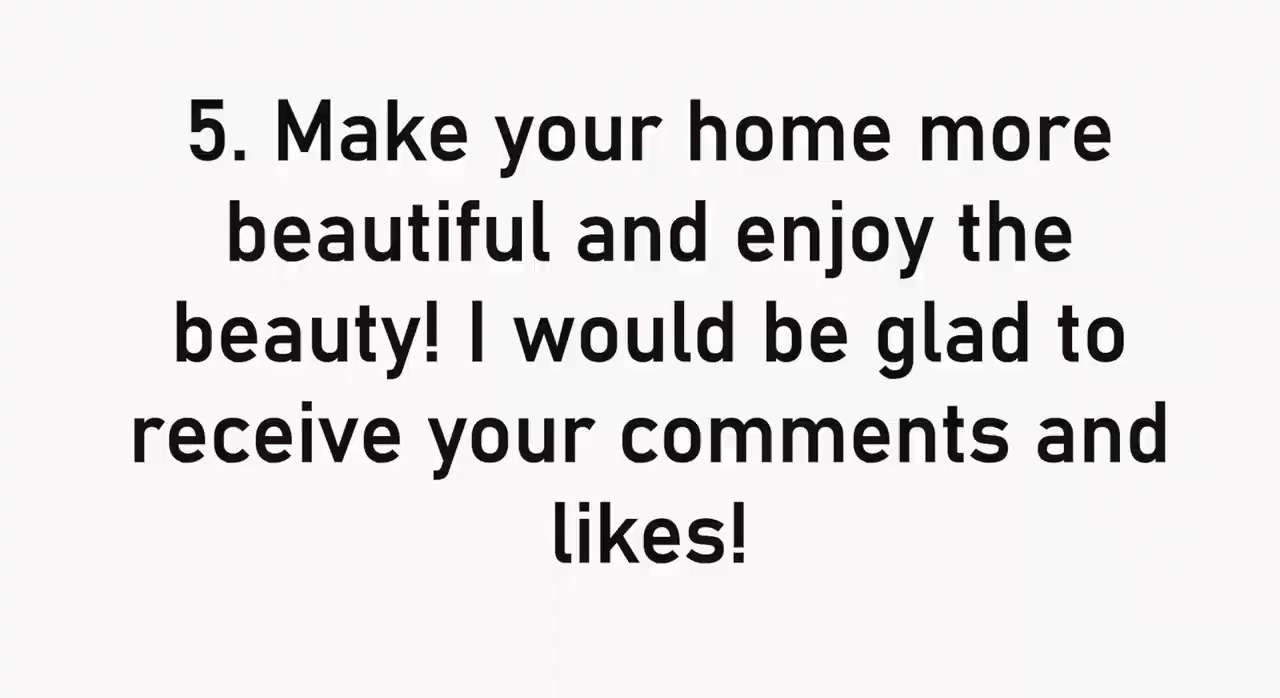 5. Make your home more
beautiful and enjoy the
beauty! I would be glad to
receive your comments and
likes!